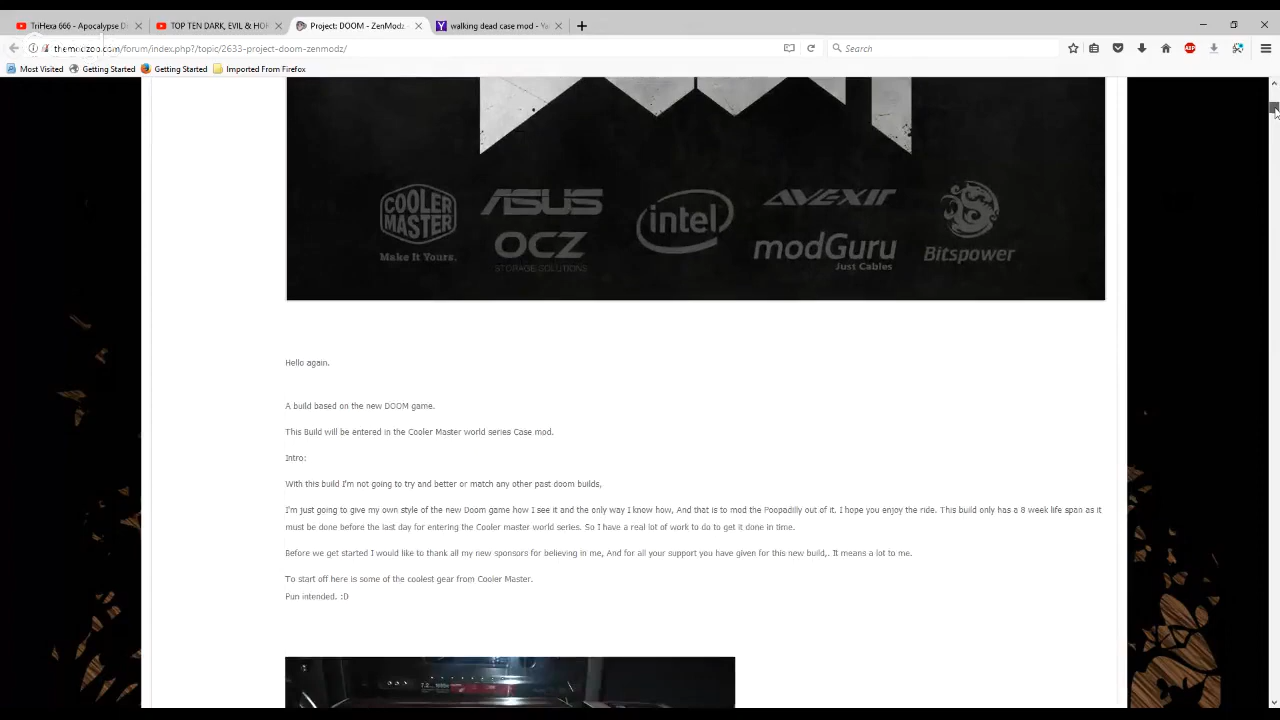 TriHexa 666 - Apocalypse D
TOP TEN DARK, EVIL & HOR
Project: DOOM - ZenModz
walking dead case mod - Ya
themodzoo.com/forum/index.php?/topic/2633-project-doom-zenmodz/
Search
ABP
Most Visited
Getting Started
Getting Started
Imported From Firefox
COOLER MASTER
Make It Yours.
ASUS
OCZ
STORAGE SOLUTIONS
intel
AVEXIR
modGuru
Just Cables
Bitspower
Hello again.
A build based on the new DOOM game.
This Build will be entered in the Cooler Master world series Case mod.
Intro:
With this build I'm not going to try and better or match any other past doom builds,
I'm just going to give my own style of the new Doom game how I see it and the only way I know how, And that is to mod the Poopadilly out of it. I hope you enjoy the ride. This build only has a 8 week life span as it
must be done before the last day for entering the Cooler master world series. So I have a real lot of work to do to get it done in time.
Before we get started I would like to thank all my new sponsors for believing in me, And for all your support you have given for this new build,. It means a lot to me.
To start off here is some of the coolest gear from Cooler Master.
Pun intended. :D